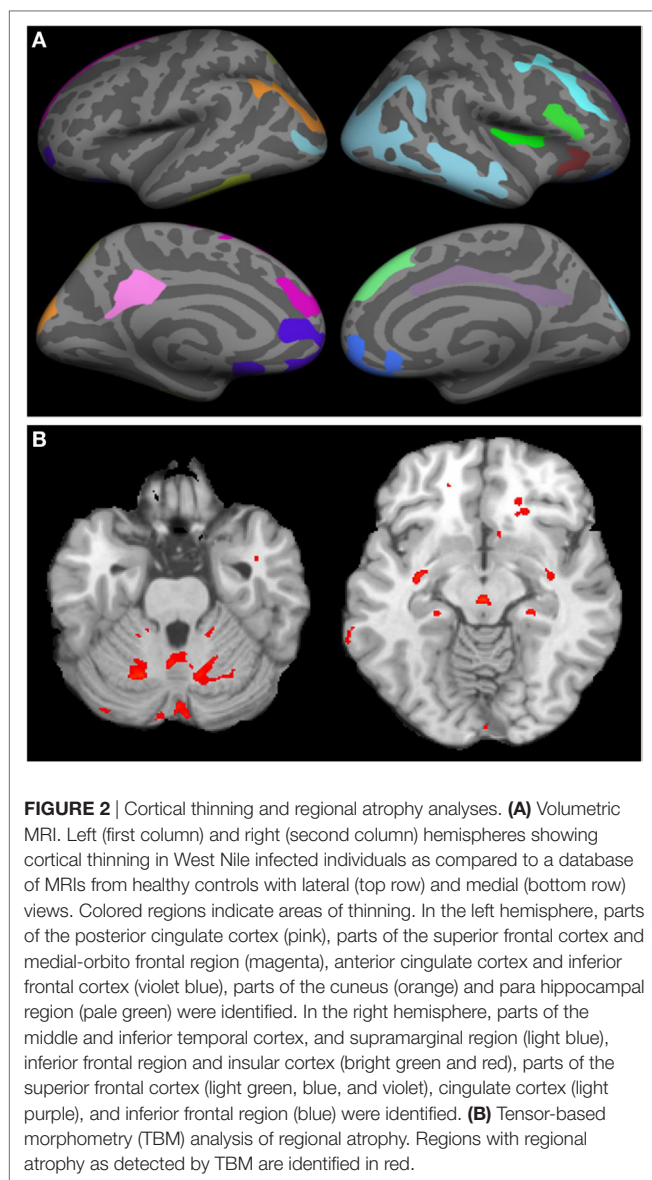 A
B
FIGURE 2 | Cortical thinning and regional atrophy analyses. (A) Volumetric
MRI. Left (first column) and right (second column) hemispheres showing
cortical thinning in West Nile infected individuals as compared to a database
of MRIs from healthy controls with lateral (top row) and medial (bottom row)
views. Colored regions indicate areas of thinning. In the left hemisphere, parts
of the posterior cingulate cortex (pink), parts of the superior frontal cortex and
medial-orbito frontal region (magenta), anterior cingulate cortex and inferior
frontal cortex (violet blue), parts of the cuneus (orange) and para hippocampal
region (pale green) were identified. In the right hemisphere, parts of the
middle and inferior temporal cortex, and supramarginal region (light blue),
inferior frontal region and insular cortex (bright green and red), parts of the
superior frontal cortex (light green, blue, and violet), cingulate cortex (light
purple), and inferior frontal region (blue) were identified. (B) Tensor-based
morphometry (TBM) analysis of regional atrophy. Regions with regional
atrophy as detected by TBM are identified in red.